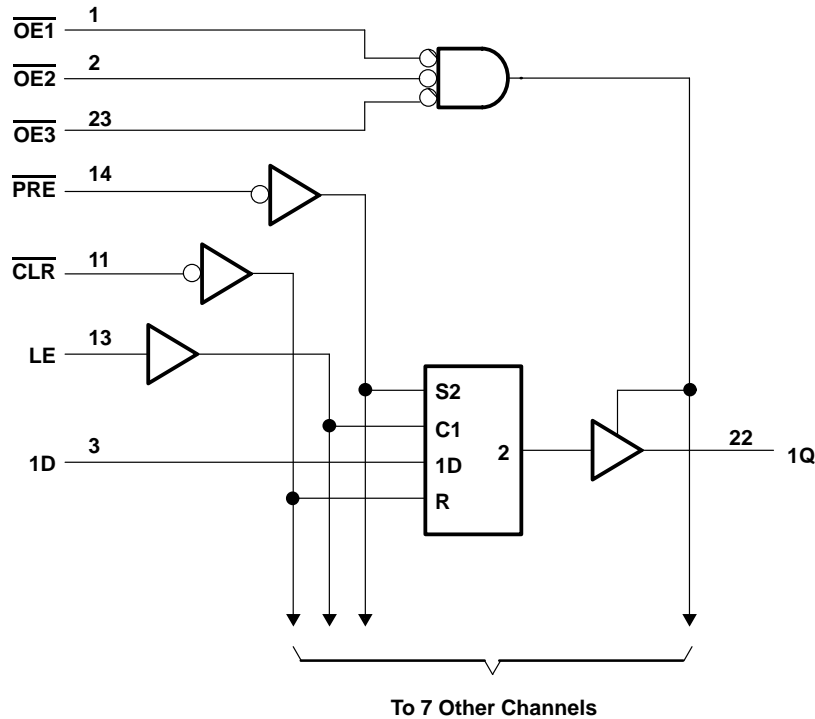 OE1 1
OE2 2
OE3 23
PRE 14
CLR 11
LE 13
S2
C1
1D 3
1D
2
R
22
1Q
To 7 Other Channels